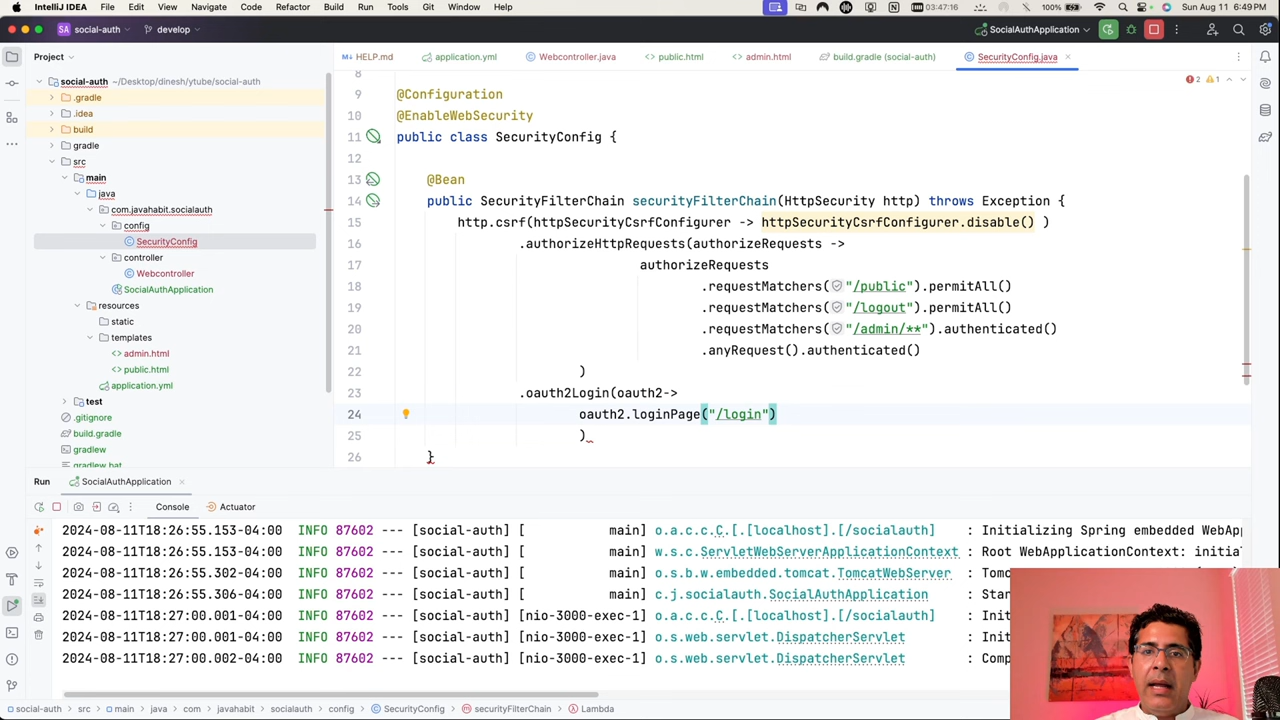 IntelliJ IDEA File Edit View Navigate Code Refactor Build Run Tools Git Window Help 03:47:16 100% Sun Aug 11 6:49 PM
SA social-auth develop SocialAuthApplication
Project
HELP.md application.yml Webcontroller.java public.html admin.html build.gradle (social-auth) SecurityConfig.java
social-auth ~/Desktop/dinesh/ytube/social-auth
.gradle
.idea
build
gradle
src
main
java
com.javahabit.socialauth
config
SecurityConfig
controller
Webcontroller
SocialAuthApplication
resources
static
templates
admin.html
public.html
application.yml
test
.gitignore
build.gradle
gradlew
gradlew.bat
2 1
8
9 @Configuration
10 @EnableWebSecurity
11 public class SecurityConfig {
12
13 @Bean
14 public SecurityFilterChain securityFilterChain(HttpSecurity http) throws Exception {
15 http.csrf(httpSecurityCsrfConfigurer -> httpSecurityCsrfConfigurer.disable() )
16 .authorizeHttpRequests(authorizeRequests ->
17 authorizeRequests
18 .requestMatchers("/public").permitAll()
19 .requestMatchers("/logout").permitAll()
20 .requestMatchers("/admin/**").authenticated()
21 .anyRequest().authenticated()
22 )
23 .oauth2Login(oauth2->
24 oauth2.loginPage("/login")
25 )
26 }
Run SocialAuthApplication
Console Actuator
2024-08-11T18:26:55.153-04:00 INFO 87602 --- [social-auth] [ main] o.a.c.c.C.[.[localhost].[/socialauth] : Initializing Spring embedded WebApp
2024-08-11T18:26:55.153-04:00 INFO 87602 --- [social-auth] [ main] w.s.c.ServletWebServerApplicationContext : Root WebApplicationContext: initial
2024-08-11T18:26:55.302-04:00 INFO 87602 --- [social-auth] [ main] o.s.b.w.embedded.tomcat.TomcatWebServer : Tomc
2024-08-11T18:26:55.306-04:00 INFO 87602 --- [social-auth] [ main] c.j.socialauth.SocialAuthApplication : Star
2024-08-11T18:27:00.001-04:00 INFO 87602 --- [social-auth] [nio-3000-exec-1] o.a.c.c.C.[.[localhost].[/socialauth] : Init
2024-08-11T18:27:00.001-04:00 INFO 87602 --- [social-auth] [nio-3000-exec-1] o.s.web.servlet.DispatcherServlet : Init
2024-08-11T18:27:00.002-04:00 INFO 87602 --- [social-auth] [nio-3000-exec-1] o.s.web.servlet.DispatcherServlet : Comp
social-auth > src > main > java > com > javahabit > socialauth > config > SecurityConfig > securityFilterChain > Lambda